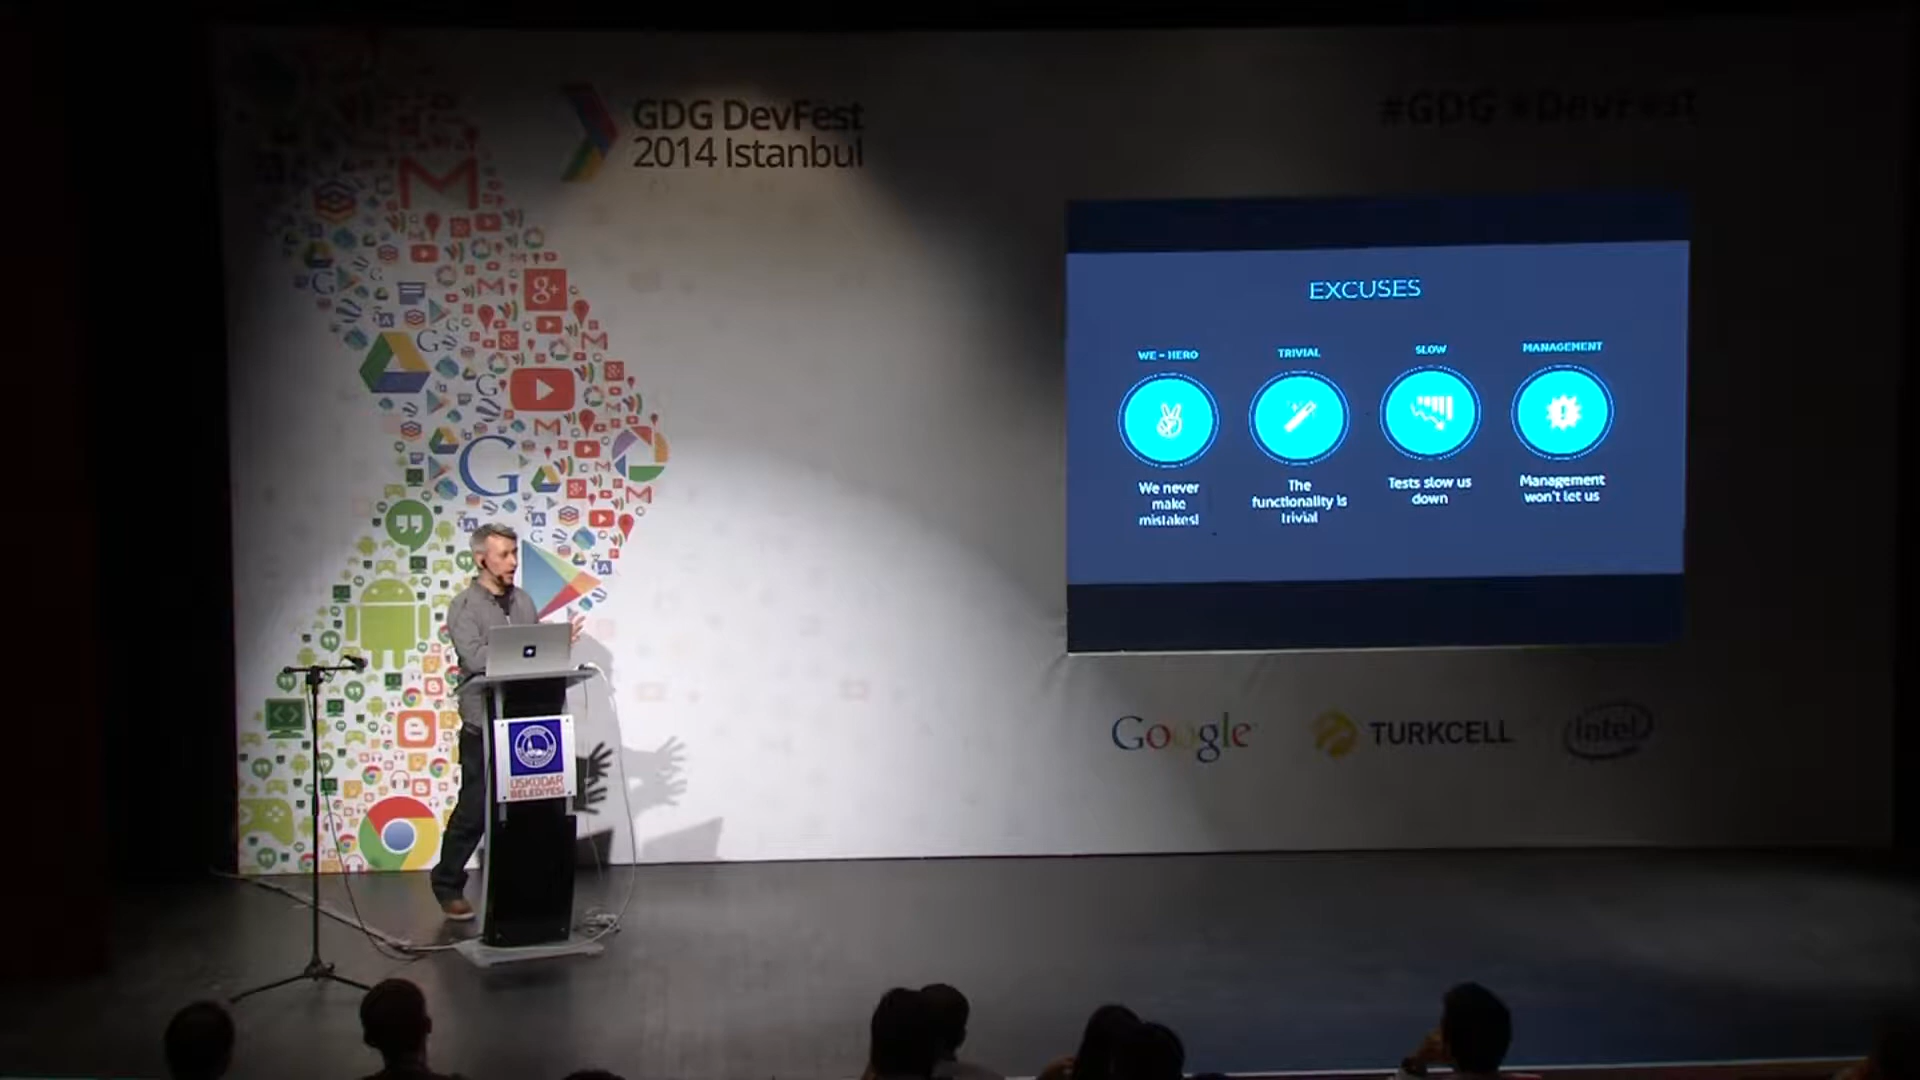 GDG DevFest
2014 Istanbul
#GDG #DevFest
EXCUSES
WE = HERO
TRIVIAL
SLOW
MANAGEMENT
We never
make
mistakes!
The
functionality is
trivial
Tests slow us
down
Management
won't let us
Google
TURKCELL
intel
ÜSKÜDAR
BELEDİYESİ